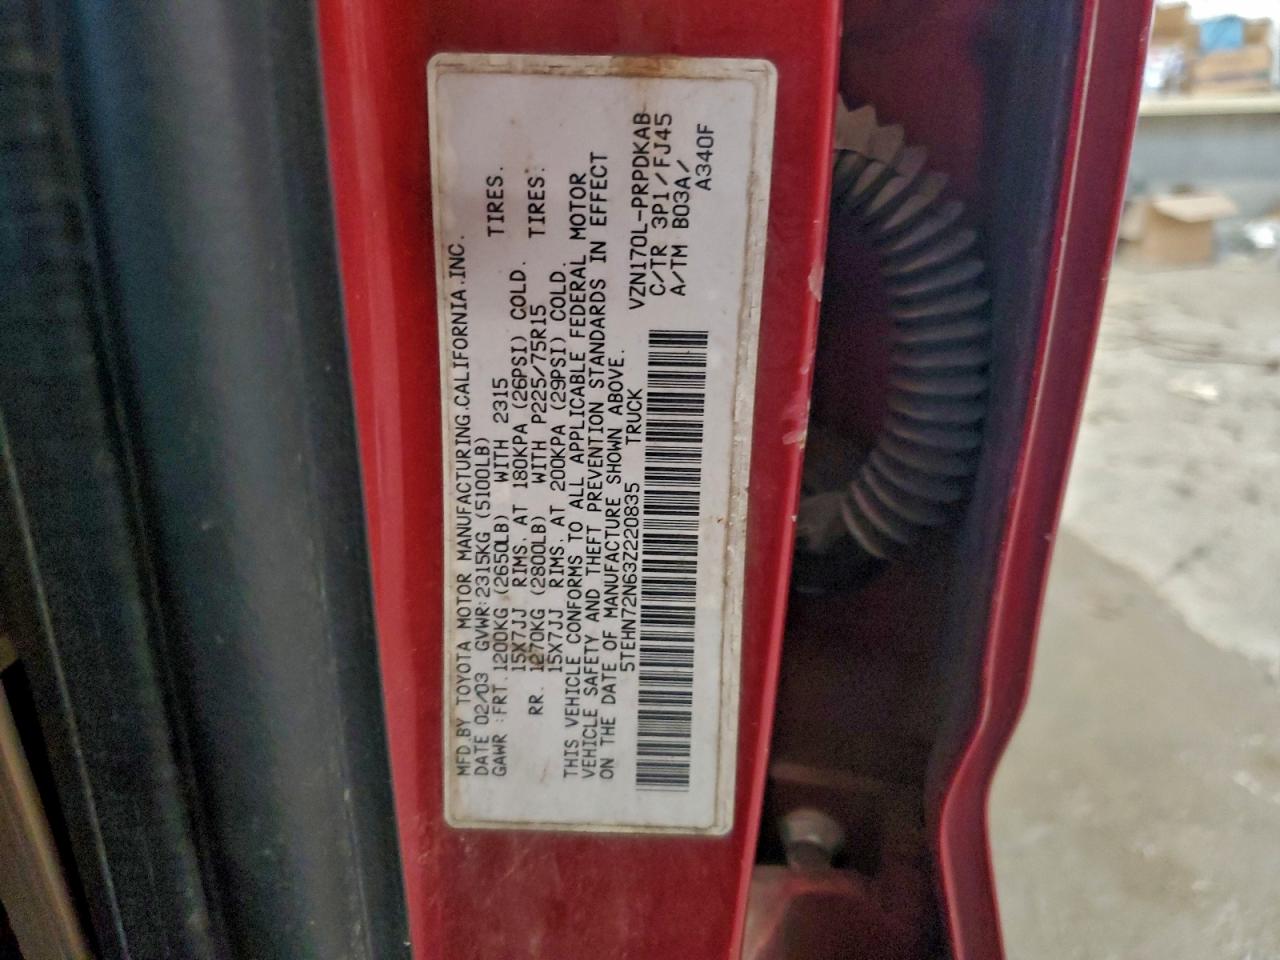 MFD.BY TOYOTA MOTOR MANUFACTURING.CALIFORNIA.INC.
DATE 02/03 GVWR:2315KG (5100LB)
GAWR :FRT.1200KG (2650LB) WITH 2315 TIRES.
15X7JJ RIMS. AT 180KPA (26PSI) COLD.
RR. 1270KG (2800LB) WITH P225/75R15 TIRES:
15X7JJ RIMS. AT 200KPA (29PSI) COLD.
THIS VEHICLE CONFORMS TO ALL APPLICABLE FEDERAL MOTOR
VEHICLE SAFETY AND THEFT PREVENTION STANDARDS IN EFFECT
ON THE DATE OF MANUFACTURE SHOWN ABOVE.
5TEHN72N63Z220835 TRUCK
VZN170L-PRPDKAB
C/TR 3P1/FJ45
A/TM B03A/
A340F